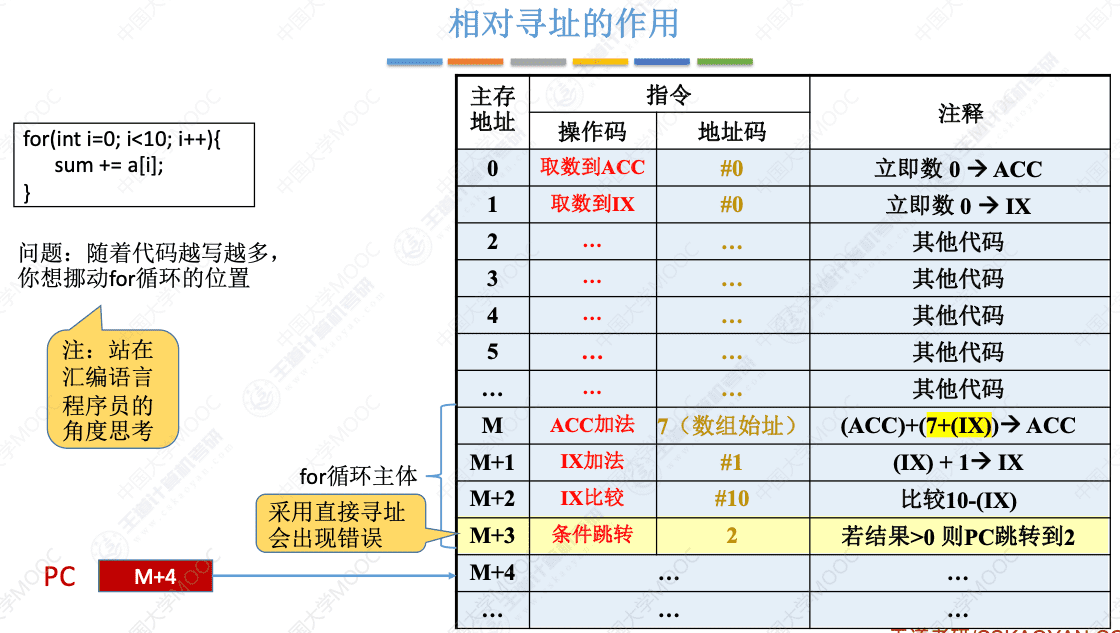 相对寻址的作用
for(int i=0; i<10; i++){
sum += a[i];
}
问题：随着代码越写越多，
你想挪动for循环的位置
注：站在
汇编语言
程序员的
角度思考
for循环主体
采用直接寻址
会出现错误
PC M+4
主存地址 指令 注释
操作码 地址码
0 取数到ACC #0 立即数 0 → ACC
1 取数到IX #0 立即数 0 → IX
2 … … 其他代码
3 … … 其他代码
4 … … 其他代码
5 … … 其他代码
… … … 其他代码
M ACC加法 7（数组始址） (ACC)+(7+(IX))→ ACC
M+1 IX加法 #1 (IX) + 1→ IX
M+2 IX比较 #10 比较10-(IX)
M+3 条件跳转 2 若结果>0 则PC跳转到2
M+4 … …
… … …